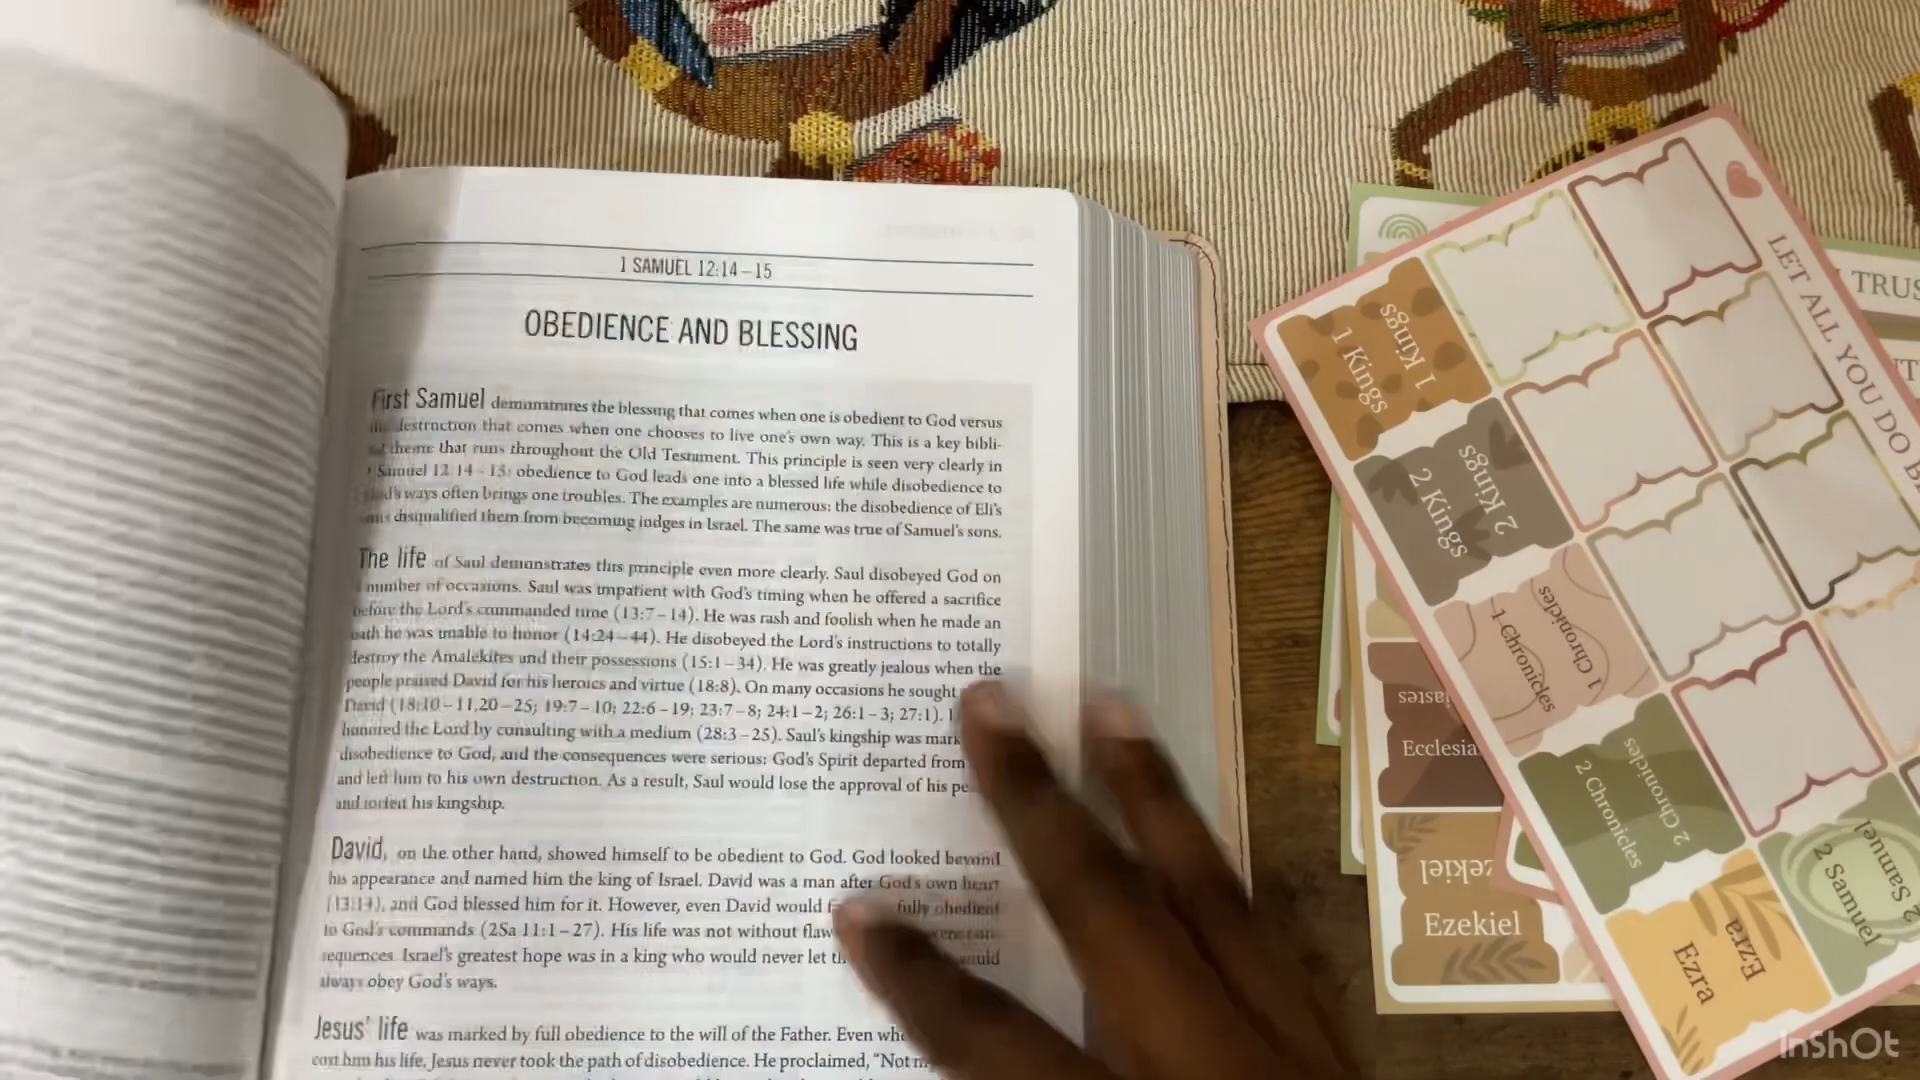 1 SAMUEL 12:14–15
OBEDIENCE AND BLESSING
First Samuel demonstrates the blessing that comes when one is obedient to God versus
destruction that comes when one chooses to live one's own way. This is a key bibli-
theme that runs throughout the Old Testament. This principle is seen very clearly in
Samuel 12:14–15: obedience to God leads one into a blessed life while disobedience to
ways often brings one troubles. The examples are numerous: the disobedience of Eli's
disqualified them from becoming judges in Israel. The same was true of Samuel's sons.
The life of Saul demonstrates this principle even more clearly. Saul disobeyed God on
number of occasions. Saul was impatient with God's timing when he offered a sacrifice
before the Lord's commanded time (13:7–14). He was rash and foolish when he made an
oath he was unable to honor (14:24–44). He disobeyed the Lord's instructions to totally
destroy the Amalekites and their possessions (15:1–34). He was greatly jealous when the
people praised David for his heroics and virtue (18:8). On many occasions he sought
David (18:10–11,20–25; 19:7–10; 22:6–19; 23:7–8; 24:1–2; 26:1–3; 27:1).
honored the Lord by consulting with a medium (28:3–25). Saul's kingship was mark
disobedience to God, and the consequences were serious: God's Spirit departed from
and left him to his own destruction. As a result, Saul would lose the approval of his pe
and forfeit his kingship.
David, on the other hand, showed himself to be obedient to God. God looked beyond
his appearance and named him the king of Israel. David was a man after God's own heart
(13:14), and God blessed him for it. However, even David would fully obedient
to God's commands (2Sa 11:1–27). His life was not without flaw
sequences. Israel's greatest hope was in a king who would never let would
always obey God's ways.
Jesus' life was marked by full obedience to the will of the Father. Even whe
cost him his life, Jesus never took the path of disobedience. He proclaimed, "Not m
LET ALL YOU DO B
TRUS
1 Kings
1 Kings
2 Kings
2 Kings
1 Chronicles
1 Chronicles
2 Chronicles
2 Chronicles
2 Samuel
2 Samuel
Ezra
Ezra
astes
Ecclesia
zekiel
Ezekiel
InShOt